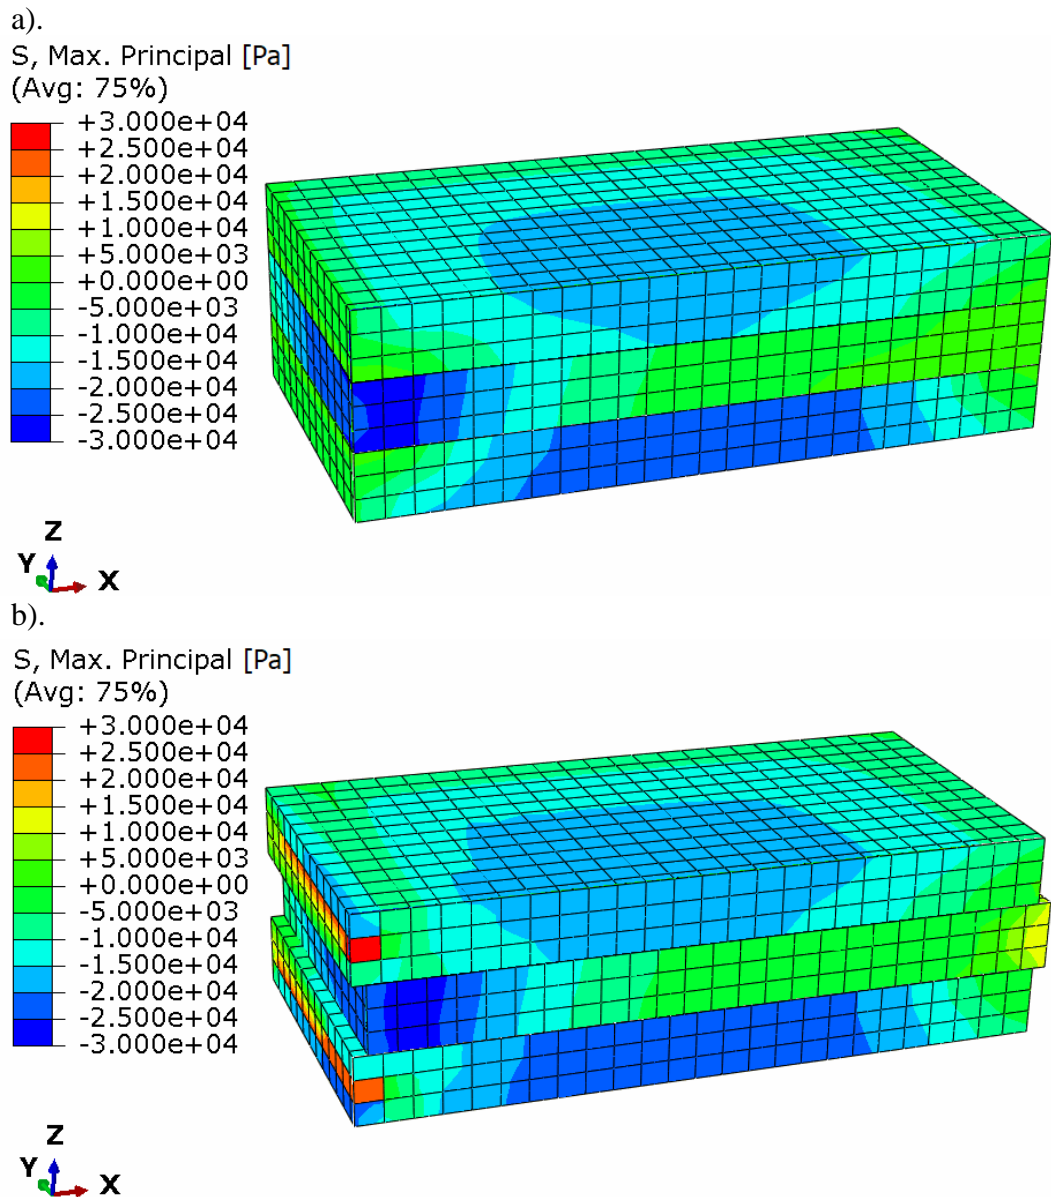 a).
S, Max. Principal [Pa]
(Avg: 75%)
+3.000e+04
+2.500e+04
+2.000e+04
+1.500e+04
+1.000e+04
+5.000e+03
+0.000e+00
-5.000e+03
-1.000e+04
-1.500e+04
-2.000e+04
-2.500e+04
-3.000e+04
Z
Y
X
b).
S, Max. Principal [Pa]
(Avg: 75%)
+3.000e+04
+2.500e+04
+2.000e+04
+1.500e+04
+1.000e+04
+5.000e+03
+0.000e+00
-5.000e+03
-1.000e+04
-1.500e+04
-2.000e+04
-2.500e+04
-3.000e+04
Z
Y
X